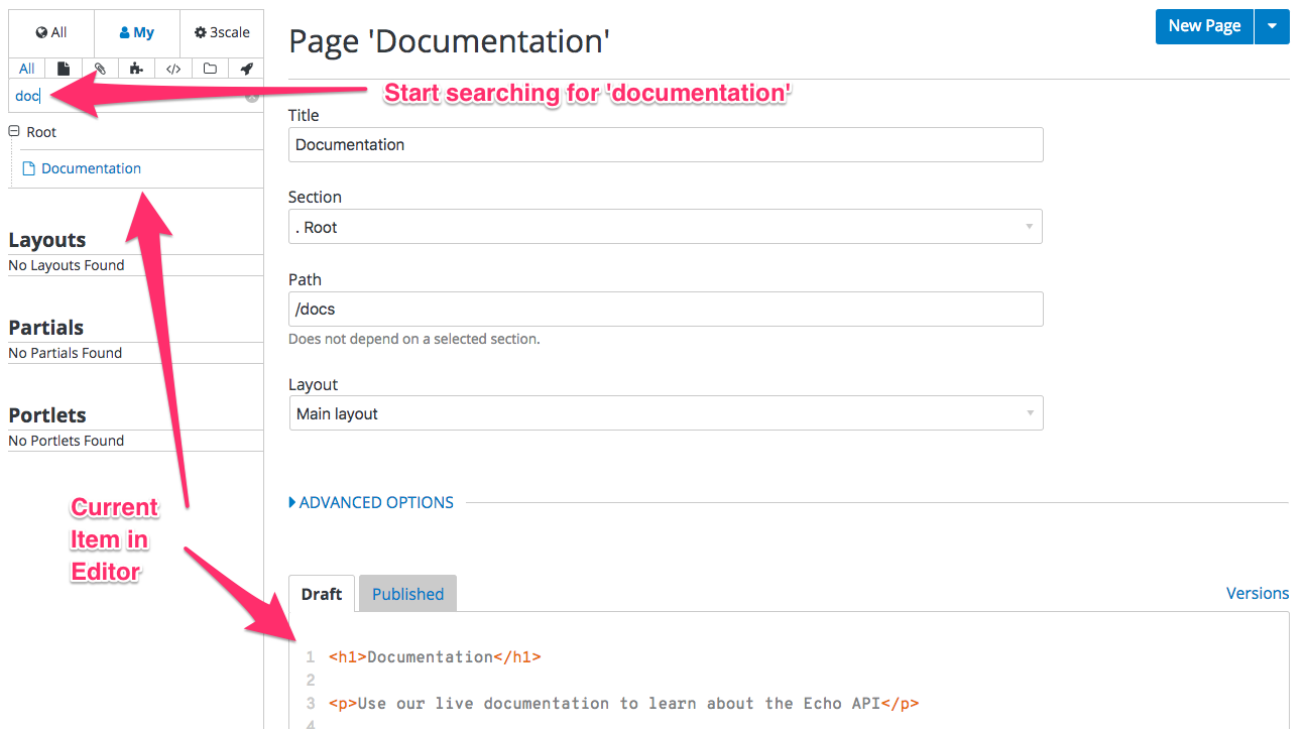 All
My
3scale
All
doc
Root
Documentation
Layouts
No Layouts Found
Partials
No Partials Found
Portlets
No Portlets Found
Current
Item in
Editor
Page 'Documentation'
New Page
Start searching for 'documentation'
Title
Documentation
Section
. Root
Path
/docs
Does not depend on a selected section.
Layout
Main layout
ADVANCED OPTIONS
Draft
Published
Versions
1 <h1>Documentation</h1>
2
3 <p>Use our live documentation to learn about the Echo API</p>
4